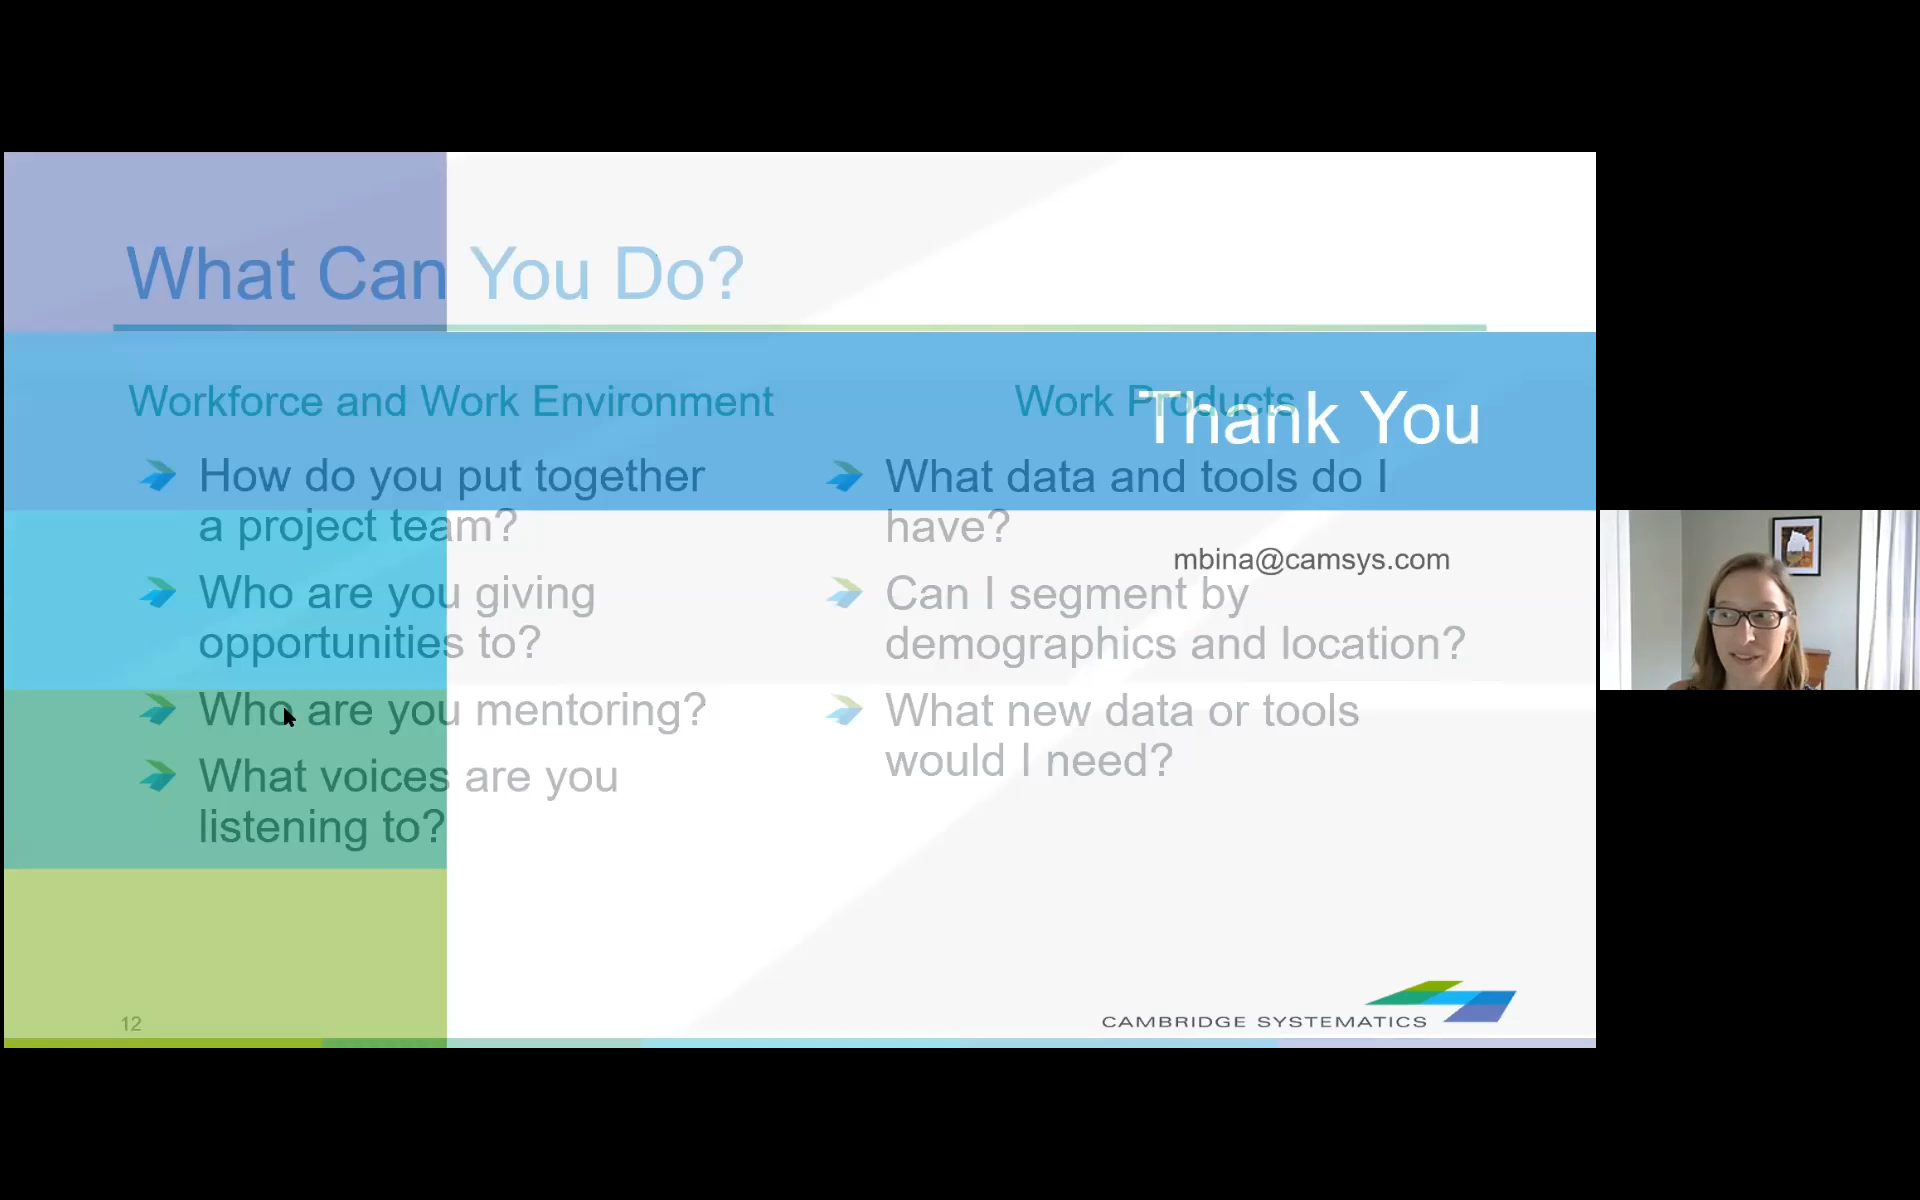 What Can You Do?
Workforce and Work Environment
How do you put together
a project team?
Who are you giving
opportunities to?
Who are you mentoring?
What voices are you
listening to?
Work Products
What data and tools do I
have?
Can I segment by
demographics and location?
What new data or tools
would I need?
Thank You
mbina@camsys.com
12
CAMBRIDGE SYSTEMATICS